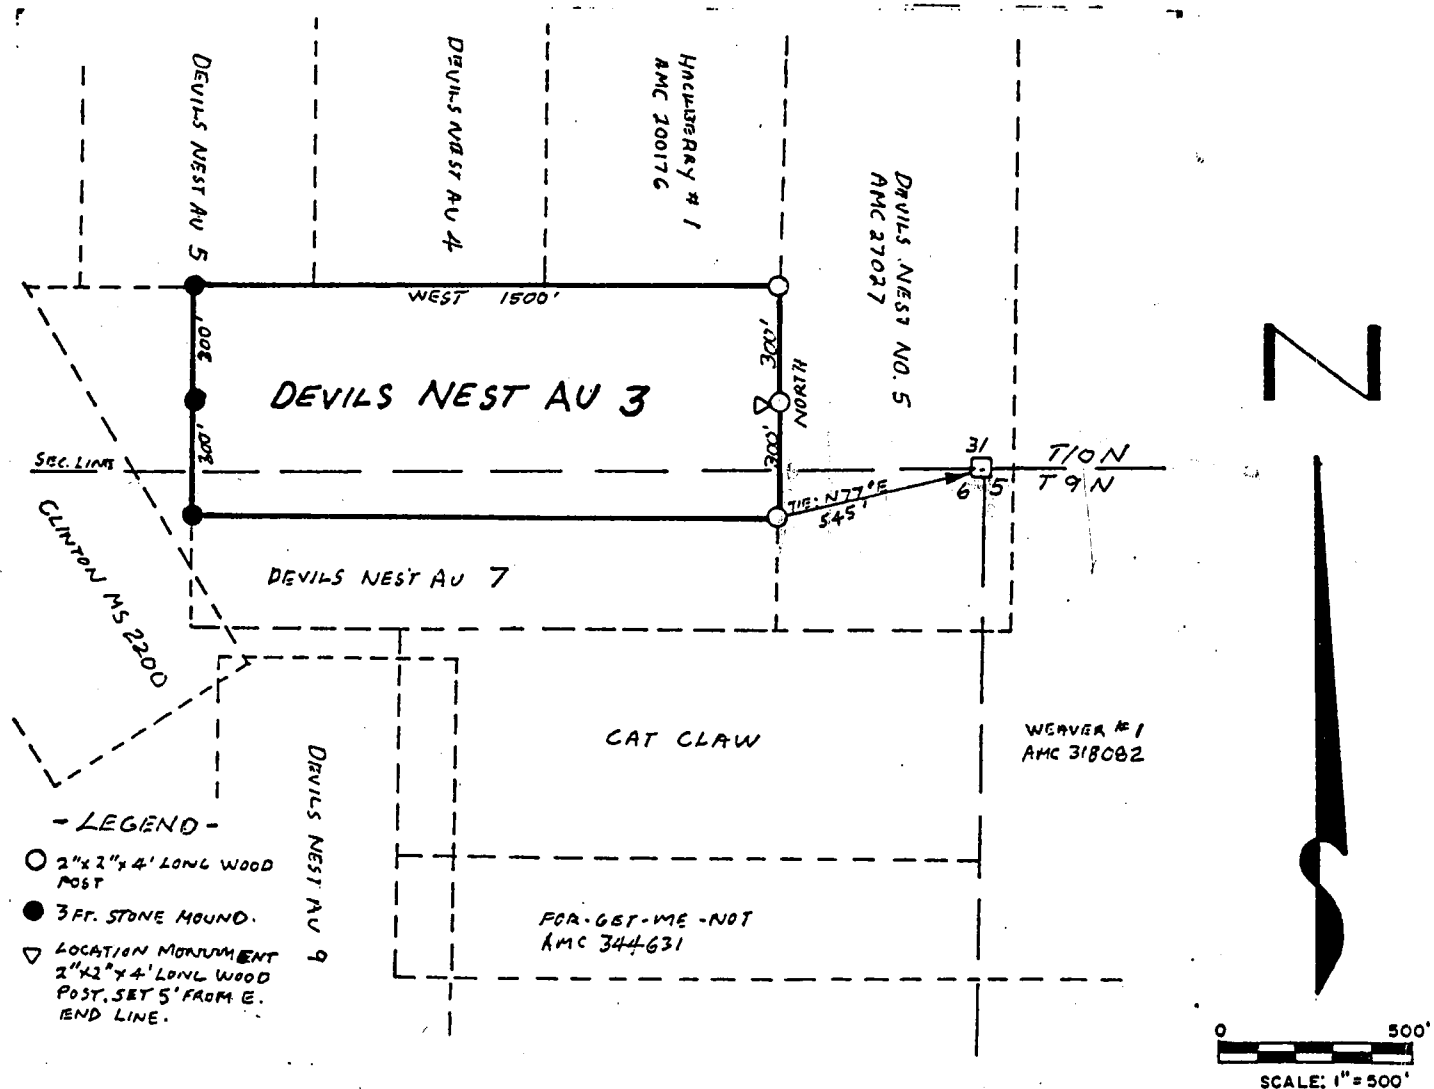 DEVILS NEST AU 5
DEVILS NEST AU 4
HACKBERRY # 1
AMC 200176
DEVILS NEST NO. 5
AMC 27027
WEST 1500'
300'
300'
DEVILS NEST AU 3
300'
300'
NORTH
SEC. LINE
31
6 5
T10N
T9N
TIE: N77°E
545'
CLINTON MS 2200
DEVILS NEST AU 7
CAT CLAW
WEAVER # 1
AMC 318082
DEVILS NEST AU 9
FOR-GET-ME-NOT
AMC 344631
- LEGEND -
2"x2"x4' LONG WOOD
POST
3 FT. STONE MOUND.
LOCATION MONUMENT
2"x2"x4' LONG WOOD
POST. SET 5' FROM E.
END LINE.
N
0 500'
SCALE: 1"=500'